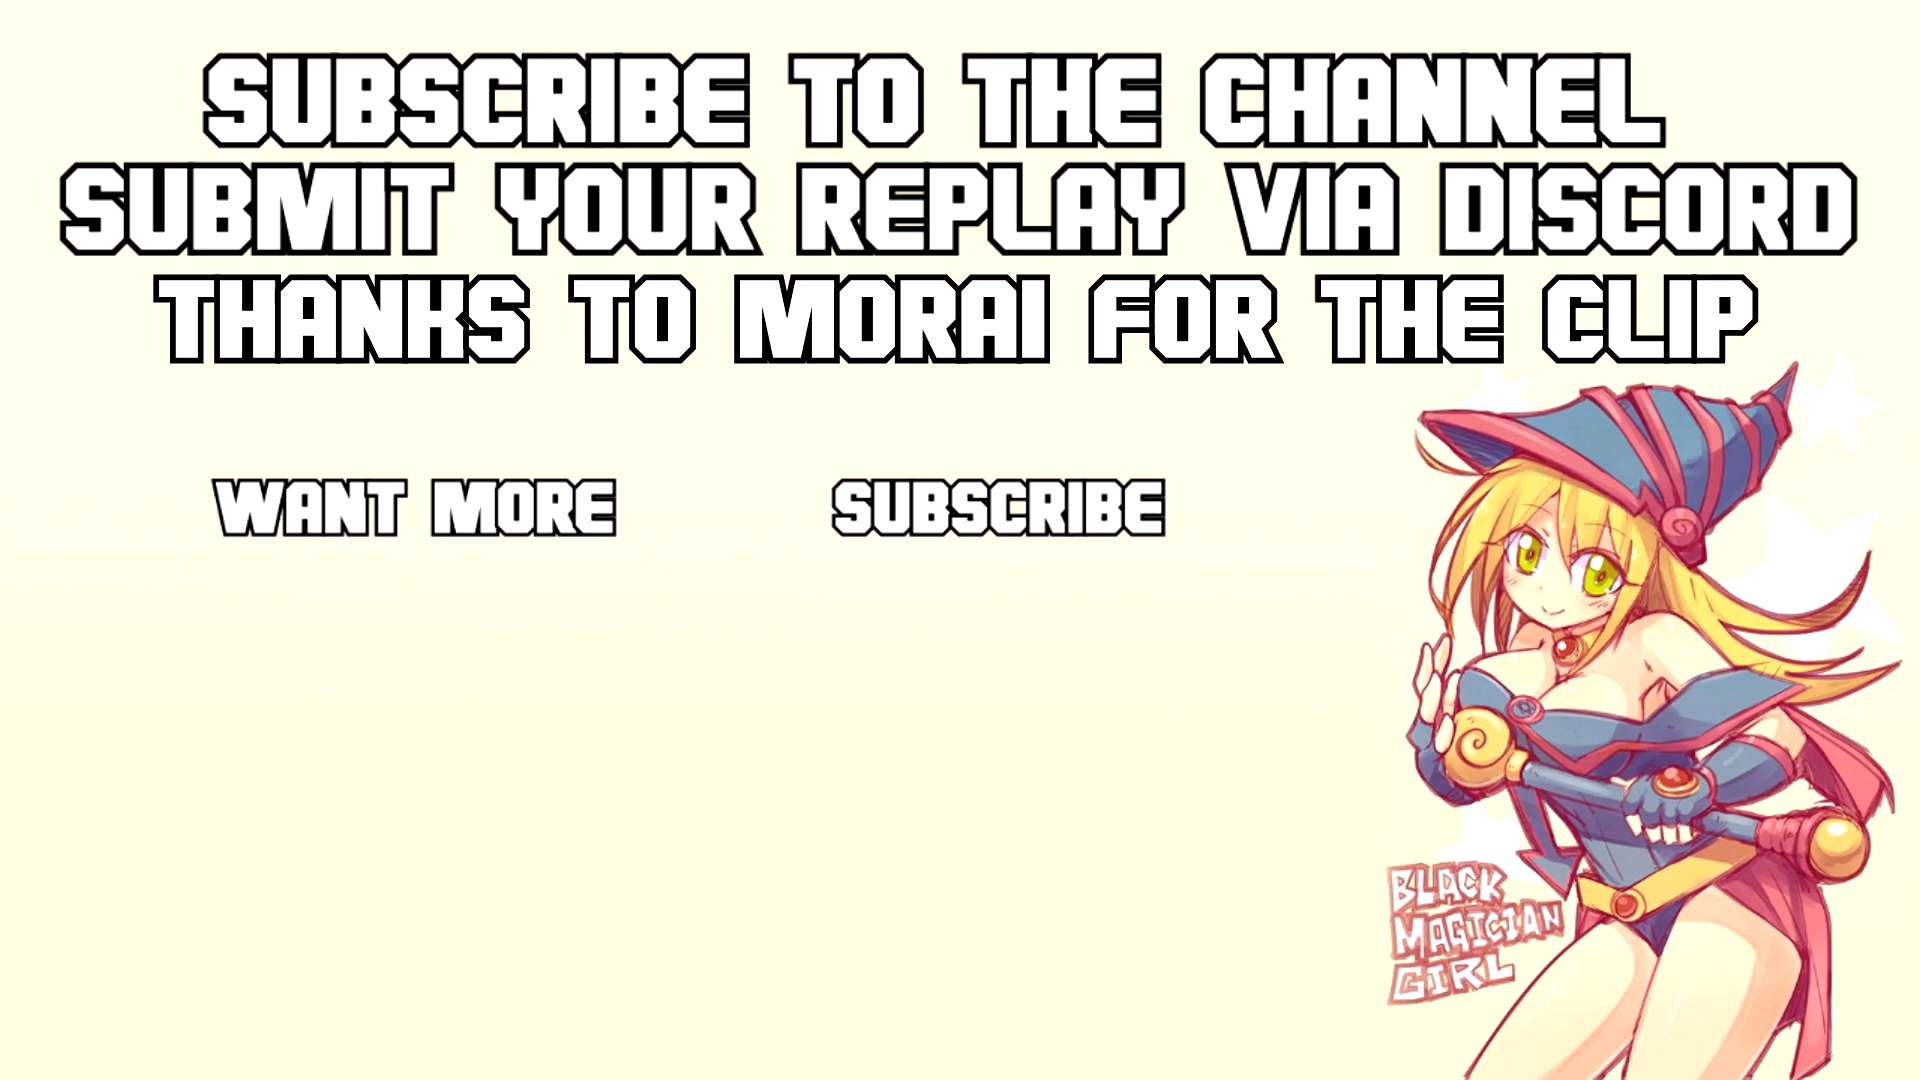 SUBSCRIBE TO THE CHANNEL
SUBMIT YOUR REPLAY VIA DISCORD
THANKS TO MORAI FOR THE CLIP
WANT MORE
SUBSCRIBE
BLACK
MAGICIAN
GIRL